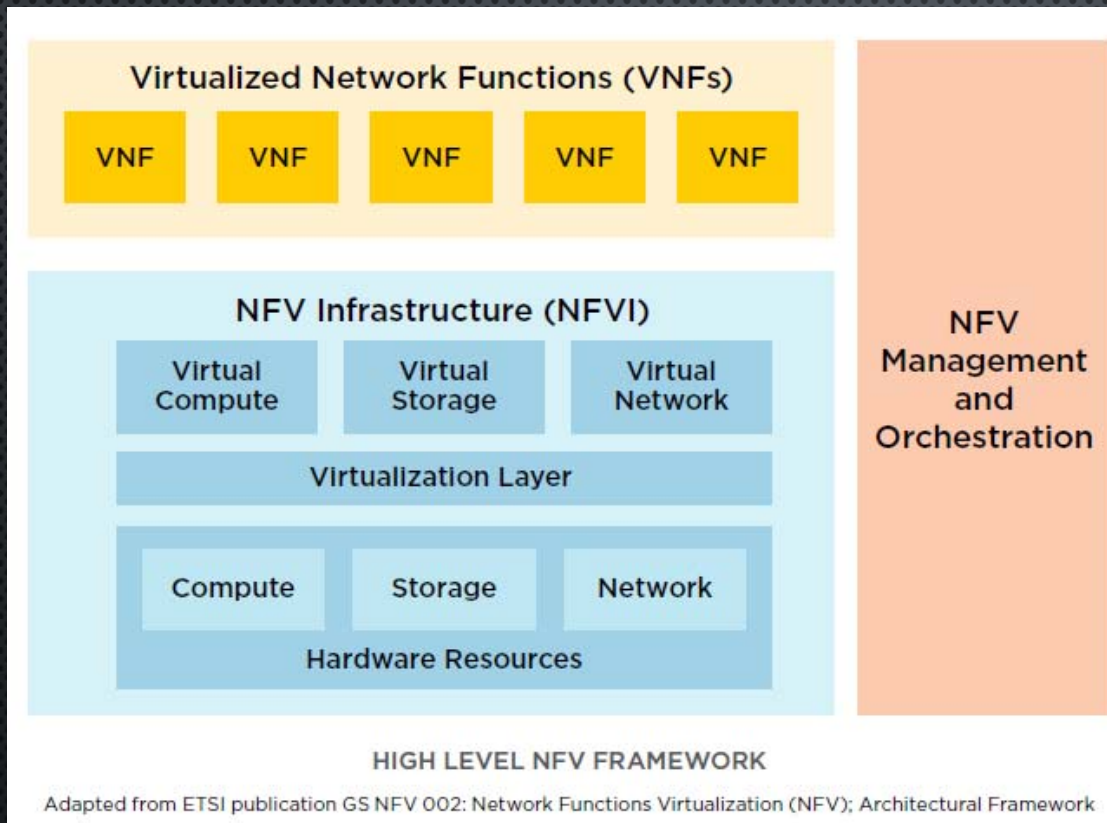 Virtualized Network Functions (VNFs)
VNF VNF VNF VNF VNF
NFV Infrastructure (NFVI)
Virtual Compute
Virtual Storage
Virtual Network
Virtualization Layer
Compute Storage Network
Hardware Resources
NFV
Management
and
Orchestration
HIGH LEVEL NFV FRAMEWORK
Adapted from ETSI publication GS NFV 002: Network Functions Virtualization (NFV); Architectural Framework